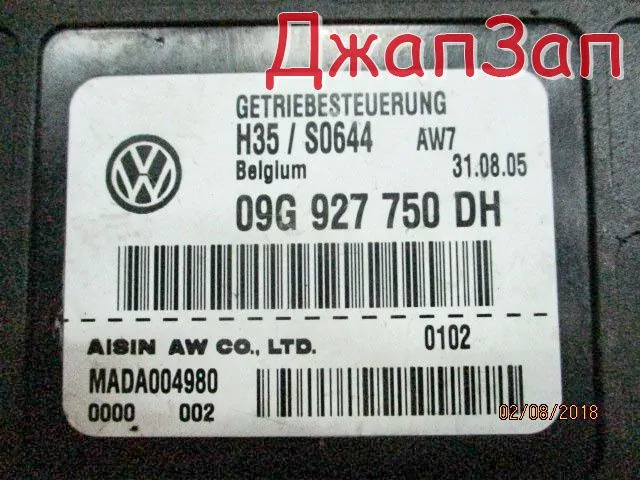 ДжапЗап
GETRIEBESTEUERUNG
H35 / S0644 AW7
Belgium 31.08.05
09G 927 750 DH
AISIN AW CO., LTD. 0102
MADA004980
0000 002
02/08/2018